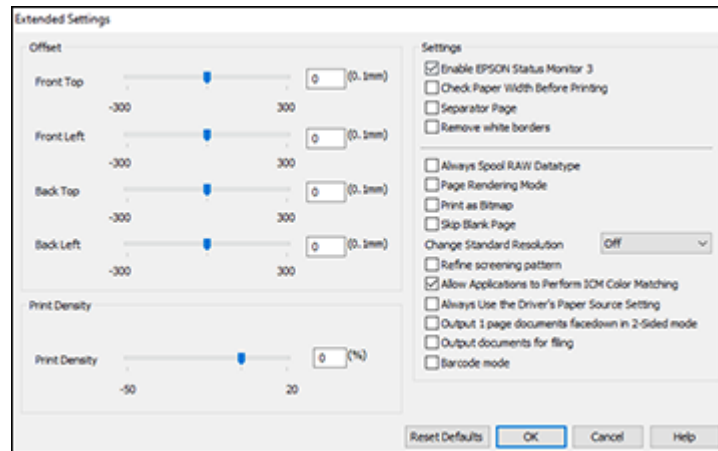 Extended Settings
Offset
Front Top
0
(0.1mm)
-300
300
Front Left
0
(0.1mm)
-300
300
Back Top
0
(0.1mm)
-300
300
Back Left
0
(0.1mm)
-300
300
Print Density
Print Density
0
(%)
-50
20
Settings
Enable EPSON Status Monitor 3
Check Paper Width Before Printing
Separator Page
Remove white borders
Always Spool RAW Datatype
Page Rendering Mode
Print as Bitmap
Skip Blank Page
Change Standard Resolution
Off
Refine screening pattern
Allow Applications to Perform ICM Color Matching
Always Use the Driver's Paper Source Setting
Output 1 page documents facedown in 2-Sided mode
Output documents for filing
Barcode mode
Reset Defaults
OK
Cancel
Help